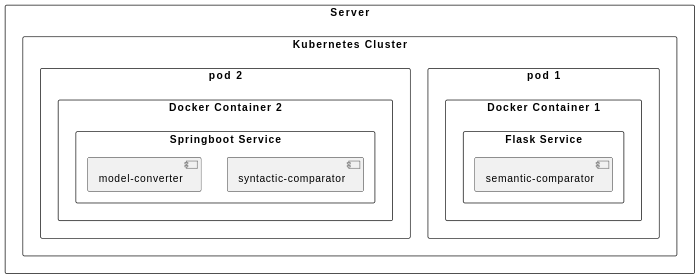 Server
Kubernetes Cluster
pod 2
Docker Container 2
Springboot Service
model-converter
syntactic-comparator
pod 1
Docker Container 1
Flask Service
semantic-comparator